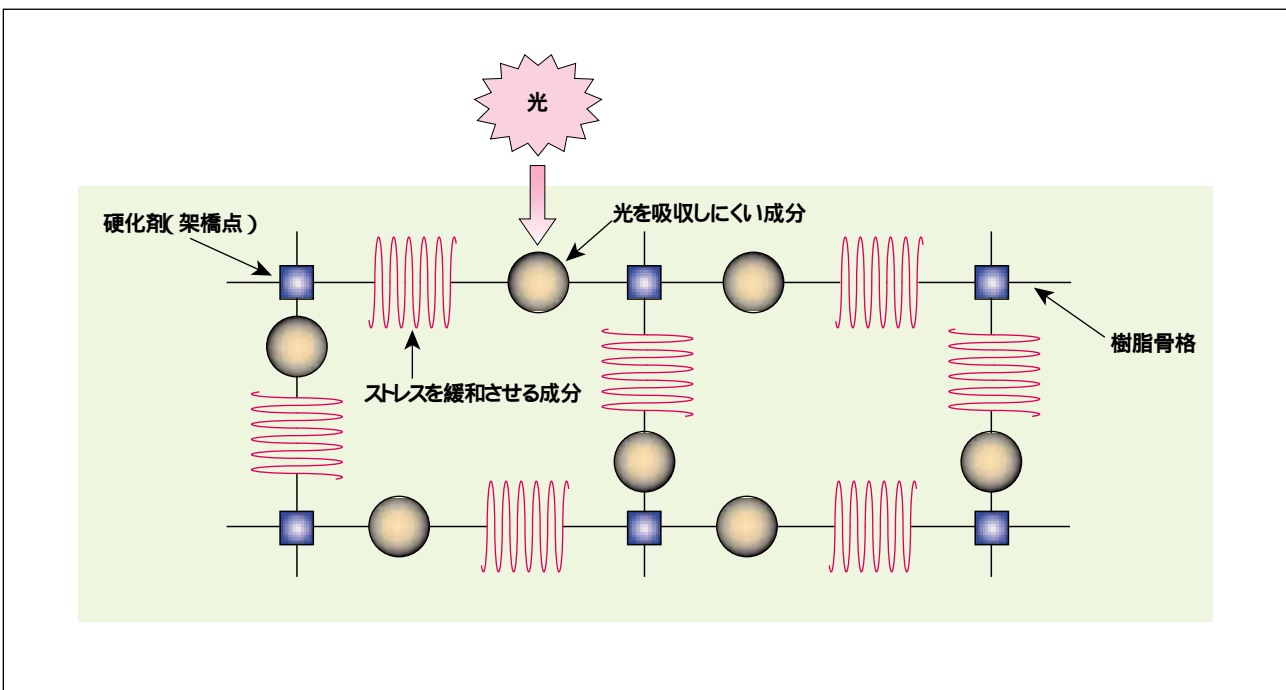 光
硬化剤(架橋点)
光を吸収しにくい成分
樹脂骨格
ストレスを緩和させる成分